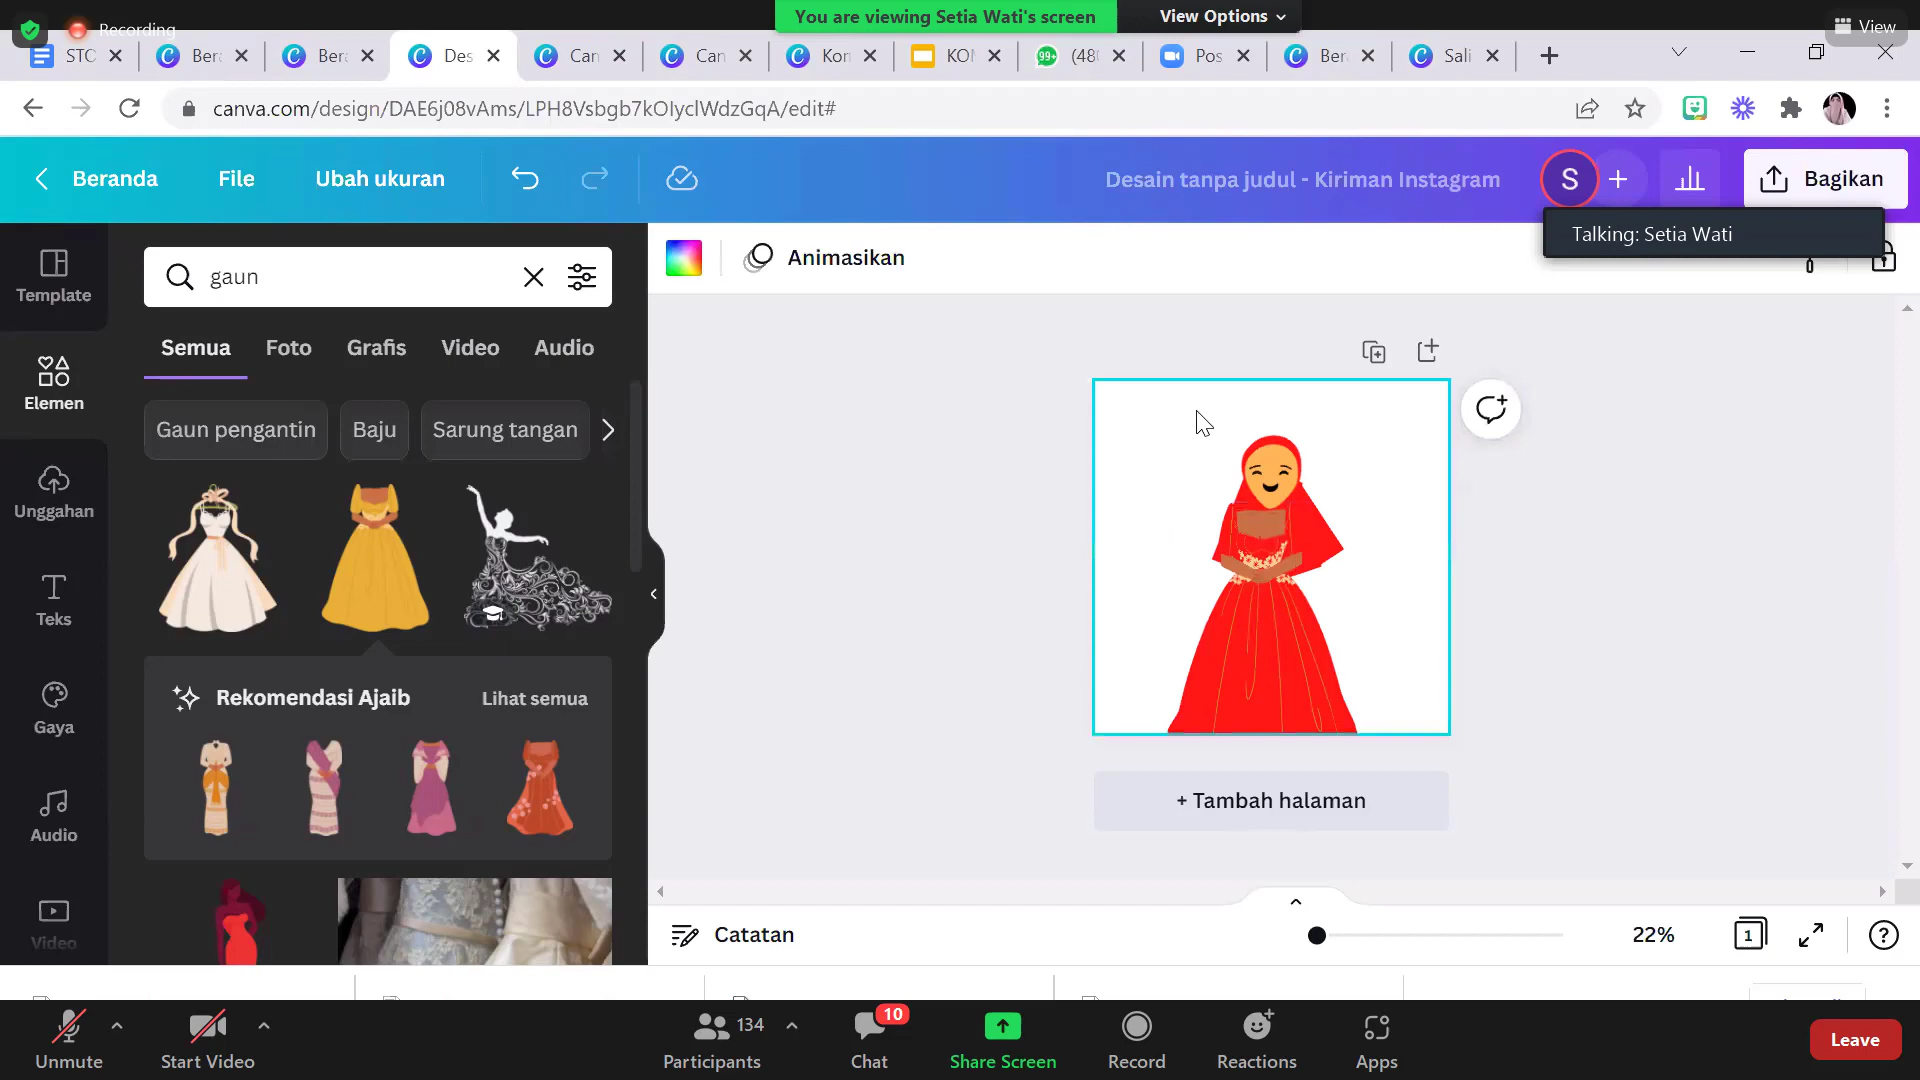 You are viewing Setia Wati's screen
View Options
Recording
View
STC
Ber
Ber
Des
Can
Can
Kon
KO
(48
Pos
Ber
Sali
canva.com/design/DAE6j08vAms/LPH8Vsbgb7kOIyclWdzGqA/edit#
Beranda
File
Ubah ukuran
Desain tanpa judul - Kiriman Instagram
S
Bagikan
Talking: Setia Wati
Template
Elemen
Unggahan
Teks
Gaya
Audio
Video
gaun
Semua
Foto
Grafis
Video
Audio
Gaun pengantin
Baju
Sarung tangan
Rekomendasi Ajaib
Lihat semua
Animasikan
+ Tambah halaman
Catatan
22%
1
Unmute
Start Video
134
Participants
10
Chat
Share Screen
Record
Reactions
Apps
Leave